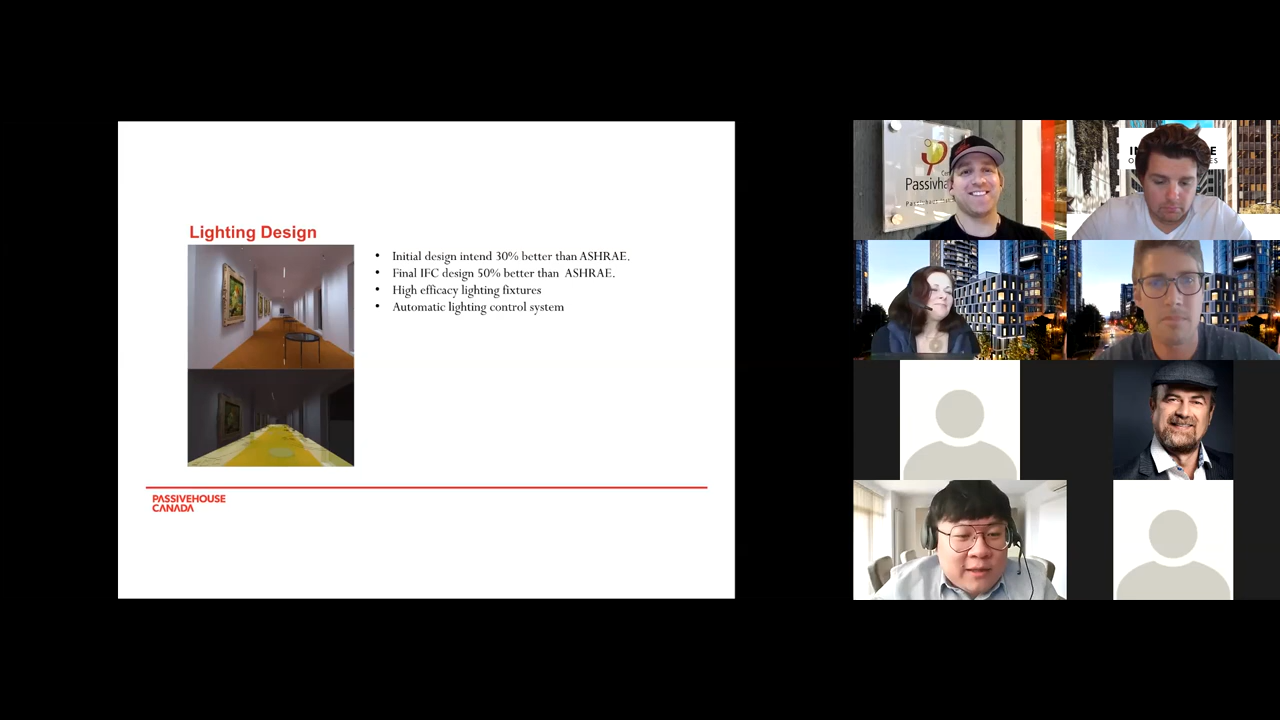 Lighting Design
• Initial design intend 30% better than ASHRAE.
• Final IFC design 50% better than ASHRAE.
• High efficacy lighting fixtures
• Automatic lighting control system
PASSIVEHOUSE
CANADA